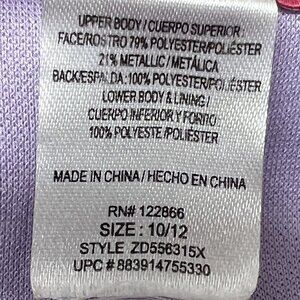 UPPER BODY / CUERPO SUPERIOR:
FACE/ROSTRO 79% POLYESTER/POLIÉSTER
21% METALLIC / METÁLICA
BACK/ESPALDA: 100% POLYESTER/POLIÉSTER
LOWER BODY & LINING /
CUERPO INFERIOR Y FORRO
100% POLYESTE/POLIÉSTER
MADE IN CHINA / HECHO EN CHINA
RN# 122866
SIZE : 10/12
STYLE ZD556315X
UPC # 883914755330